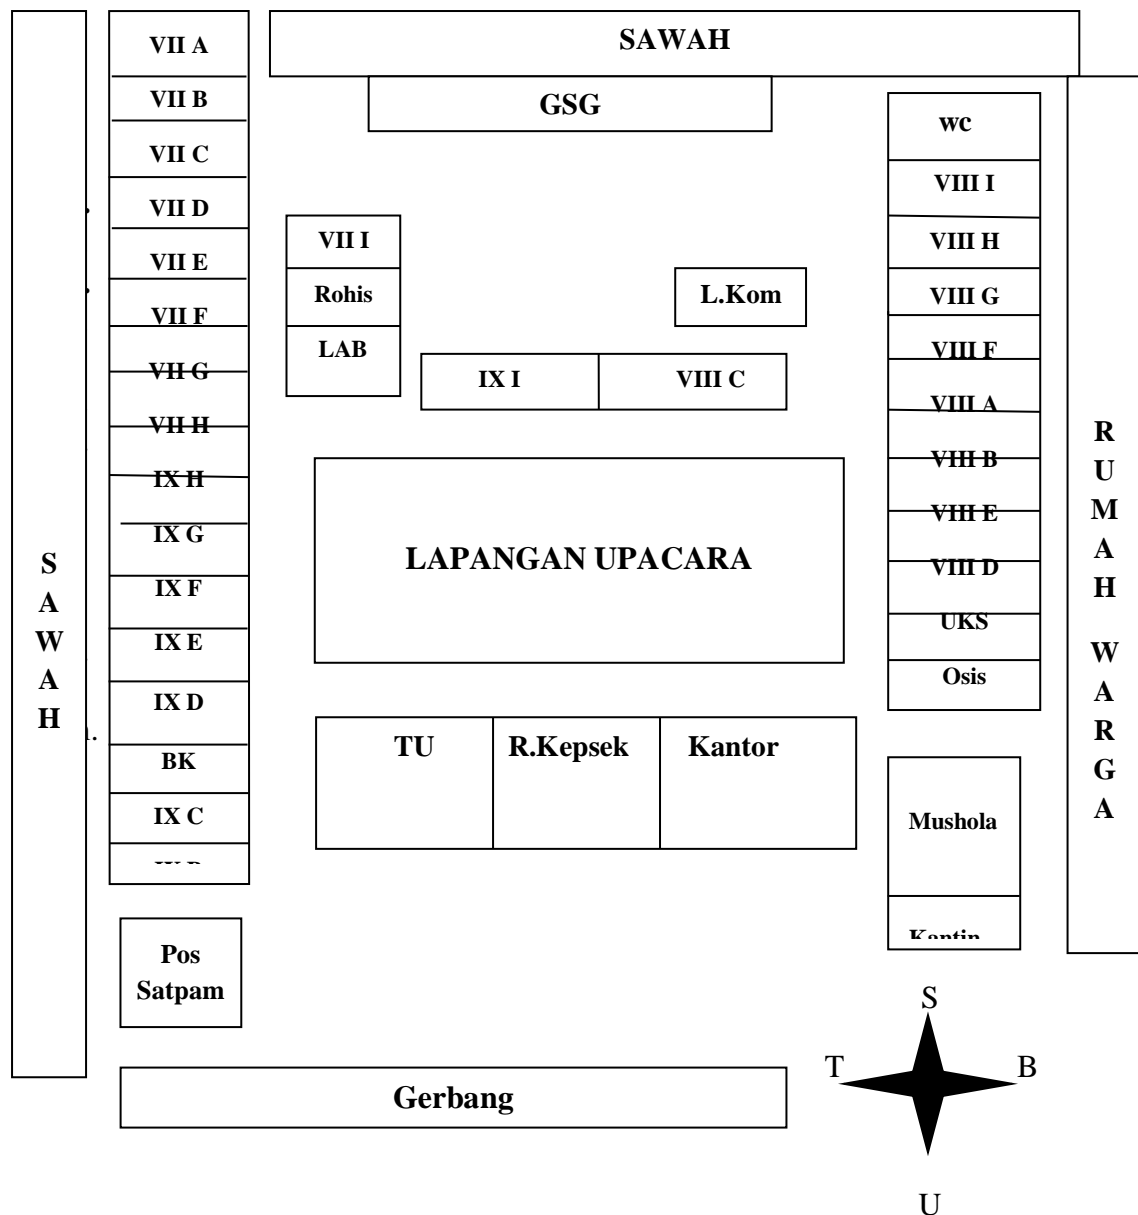 SAWAH
GSG
VII A
VII B
VII C
VII D
VII E
VII F
VII G
VII H
IX H
IX G
IX F
IX E
IX D
BK
IX C
Pos
Satpam
S
A
W
A
H
VII I
Rohis
LAB
L.Kom
IX I
VIII C
LAPANGAN UPACARA
TU
R.Kepsek
Kantor
wc
VIII I
VIII H
VIII G
VIII F
VIII A
VIII B
VIII E
VIII D
UKS
Osis
Mushola
Kantin
R
U
M
A
H
W
A
R
G
A
Gerbang
S
T
B
U